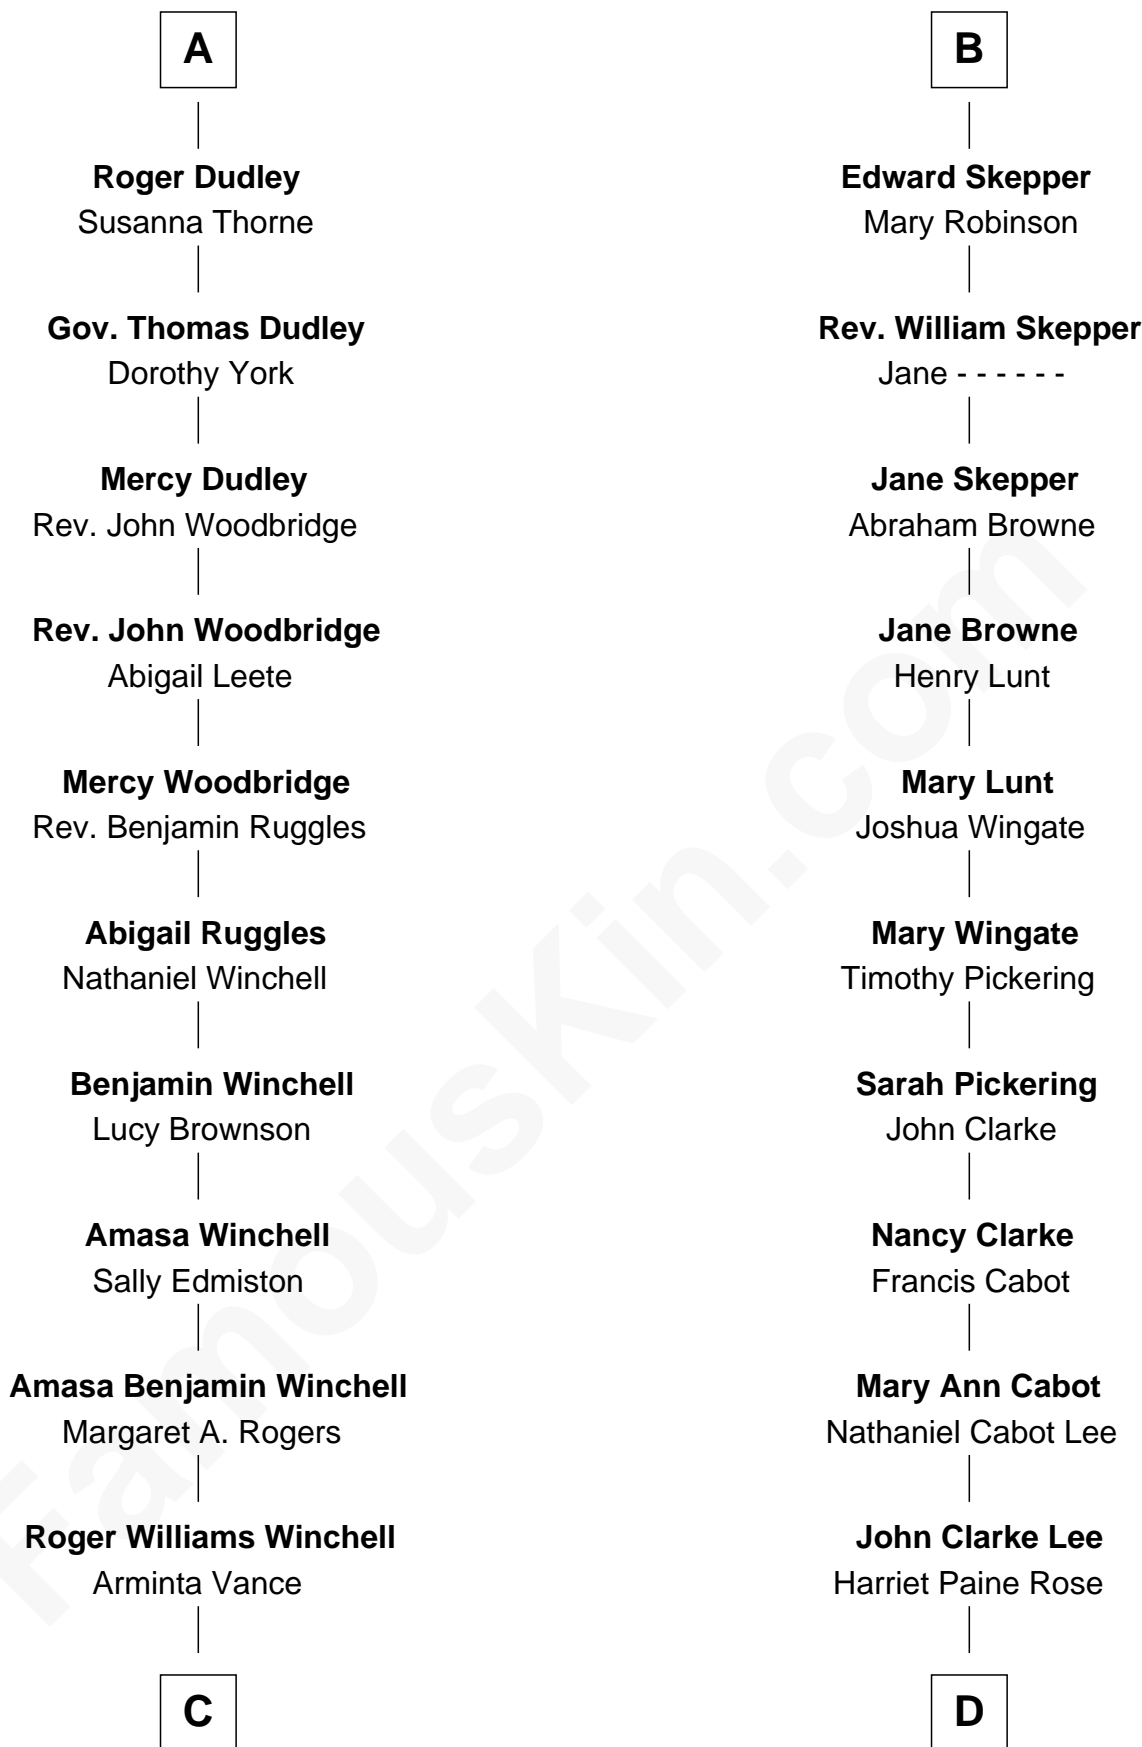 A
Roger Dudley
Susanna Thorne
Gov. Thomas Dudley
Dorothy York
Mercy Dudley
Rev. John Woodbridge
Rev. John Woodbridge
Abigail Leete
Mercy Woodbridge
Rev. Benjamin Ruggles
Abigail Ruggles
Nathaniel Winchell
Benjamin Winchell
Lucy Brownson
Amasa Winchell
Sally Edmiston
Amasa Benjamin Winchell
Margaret A. Rogers
Roger Williams Winchell
Arminta Vance
C
B
Edward Skepper
Mary Robinson
Rev. William Skepper
Jane - - - - - -
Jane Skepper
Abraham Browne
Jane Browne
Henry Lunt
Mary Lunt
Joshua Wingate
Mary Wingate
Timothy Pickering
Sarah Pickering
John Clarke
Nancy Clarke
Francis Cabot
Mary Ann Cabot
Nathaniel Cabot Lee
John Clarke Lee
Harriet Paine Rose
D
FamousKin.com